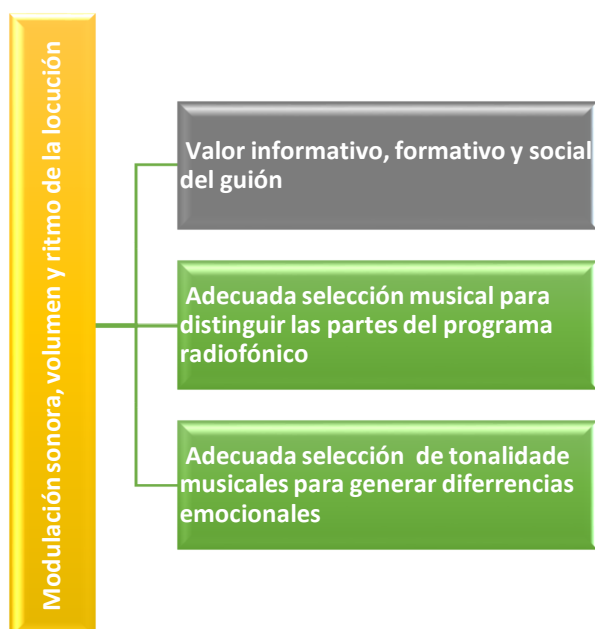 Modulación sonora, volumen y ritmo de la locución
Valor informativo, formativo y social
del guión
Adecuada selección musical para
distinguir las partes del programa
radiofónico
Adecuada selección de tonalidade
musicales para generar diferrencias
emocionales